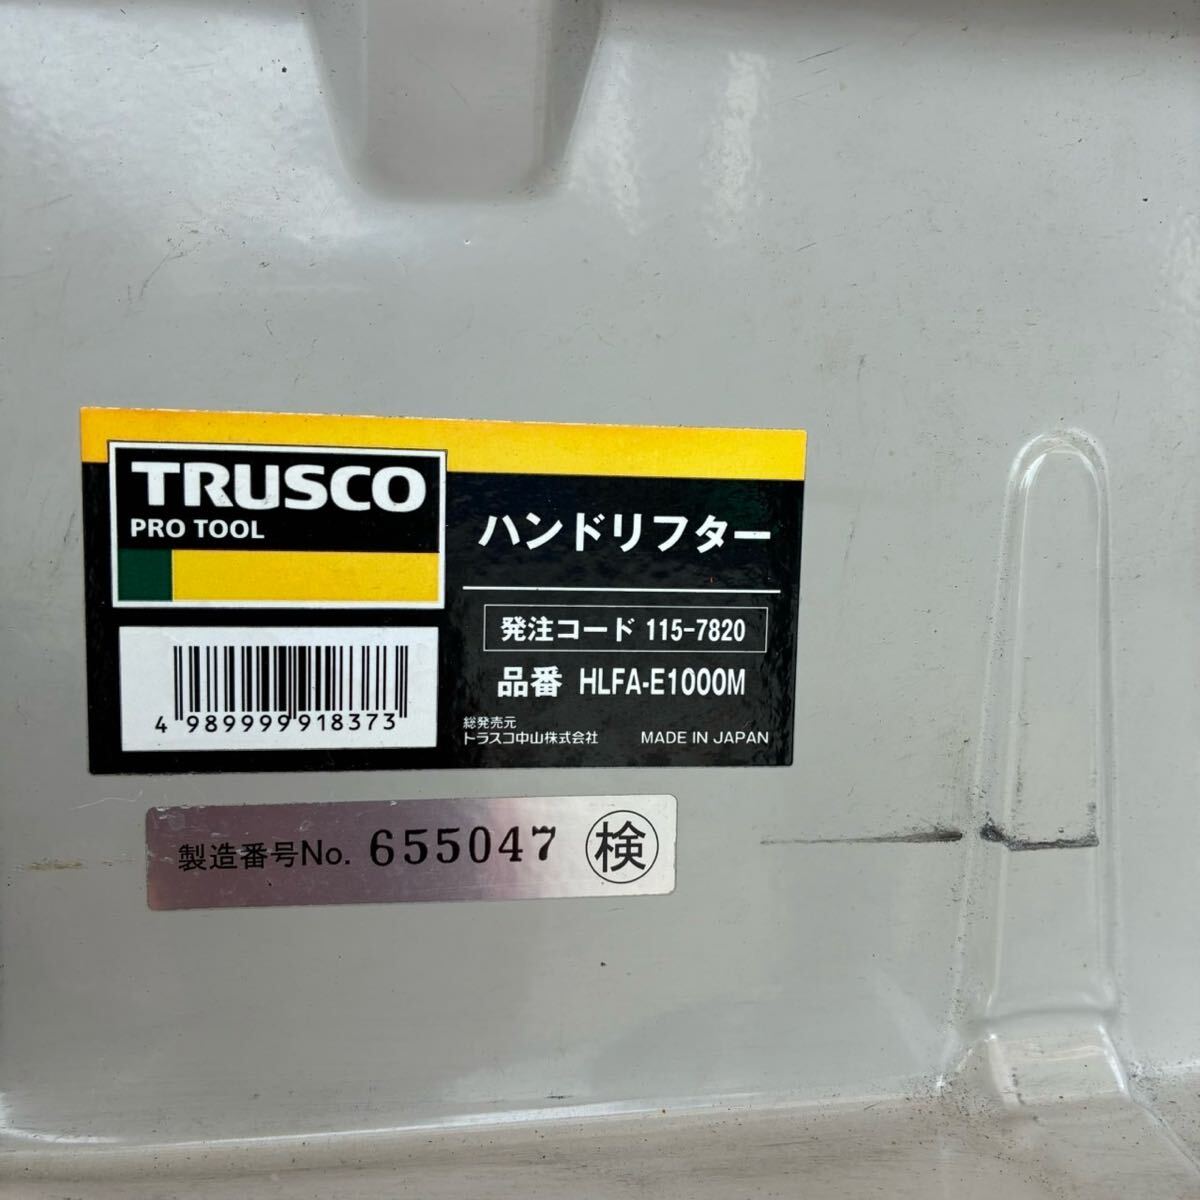 TRUSCO
PRO TOOL
ハンドリフター
発注コード 115-7820
品番 HLFA-E1000M
4 989999 918373
総発売元
トラスコ中山株式会社
MADE IN JAPAN
製造番号No. 655047 検